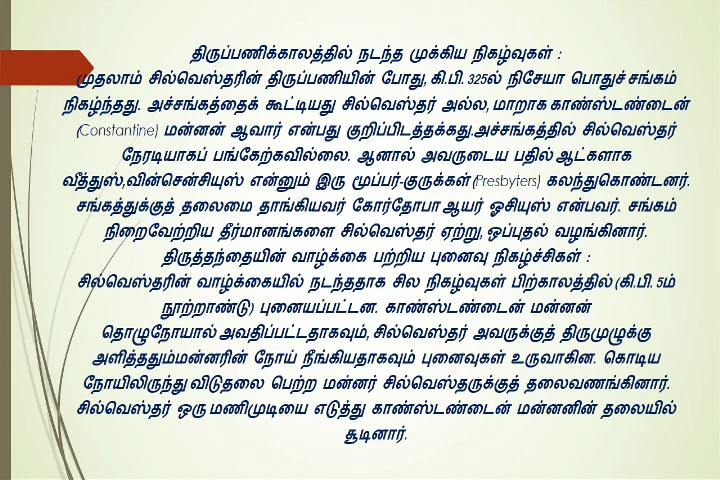 திருப்பணிக்காலத்தில் நடந்த முக்கிய நிகழ்வுகள் :
முதலாம் சில்வெஸ்தரின் திருப்பணியின் போது, கி.பி. 325ல் நிசேயா பொதுச் சங்கம்
நிகழ்ந்தது. அச்சங்கத்தைக் கூட்டியது சில்வெஸ்தர் அல்ல, மாறாக காண்ஸ்டண்டைன்
(Constantine) மன்னன் ஆவார் என்பது குறிப்பிடத்தக்கது.அச்சங்கத்தில் சில்வெஸ்தர்
நேரடியாகப் பங்கேற்கவில்லை. ஆனால் அவருடைய பதில் ஆட்களாக
வீத்துஸ்,வின்சென்சியுஸ் என்னும் இரு மூப்பர்-குருக்கள் (Presbyters) கலந்துகொண்டனர்.
சங்கத்துக்குத் தலைமை தாங்கியவர் கோர்தோபா ஆயர் ஓசியுஸ் என்பவர். சங்கம்
நிறைவேற்றிய தீர்மானங்களை சில்வெஸ்தர் ஏற்று, ஒப்புதல் வழங்கினார்.
திருத்தந்தையின் வாழ்க்கை பற்றிய புனைவு நிகழ்ச்சிகள் :
சில்வெஸ்தரின் வாழ்க்கையில் நடந்ததாக சில நிகழ்வுகள் பிற்காலத்தில் (கி.பி. 5ம்
நூற்றாண்டு) புனையப்பட்டன. காண்ஸ்டண்டைன் மன்னன்
தொழுநோயால் அவதிப்பட்டதாகவும், சில்வெஸ்தர் அவருக்குத் திருமுழுக்கு
அளித்ததும்மன்னரின் நோய் நீங்கியதாகவும் புனைவுகள் உருவாகின. கொடிய
நோயிலிருந்து விடுதலை பெற்ற மன்னர் சில்வெஸ்தருக்குத் தலைவணங்கினார்.
சில்வெஸ்தர் ஒரு மணிமுடியை எடுத்து காண்ஸ்டண்டைன் மன்னனின் தலையில்
சூடினார்.